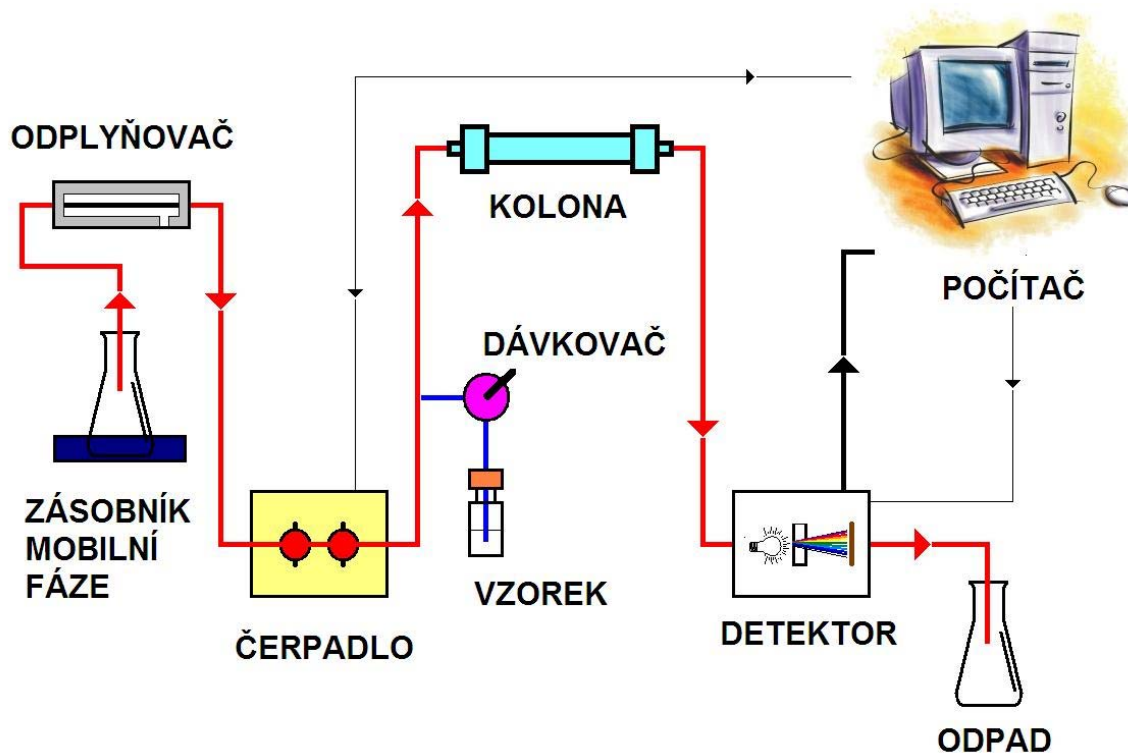 ODPLYŇOVAČ
KOLONA
POČÍTAČ
DÁVKOVAČ
ZÁSOBNÍK
MOBILNÍ
FÁZE
VZOREK
ČERPADLO
DETEKTOR
ODPAD